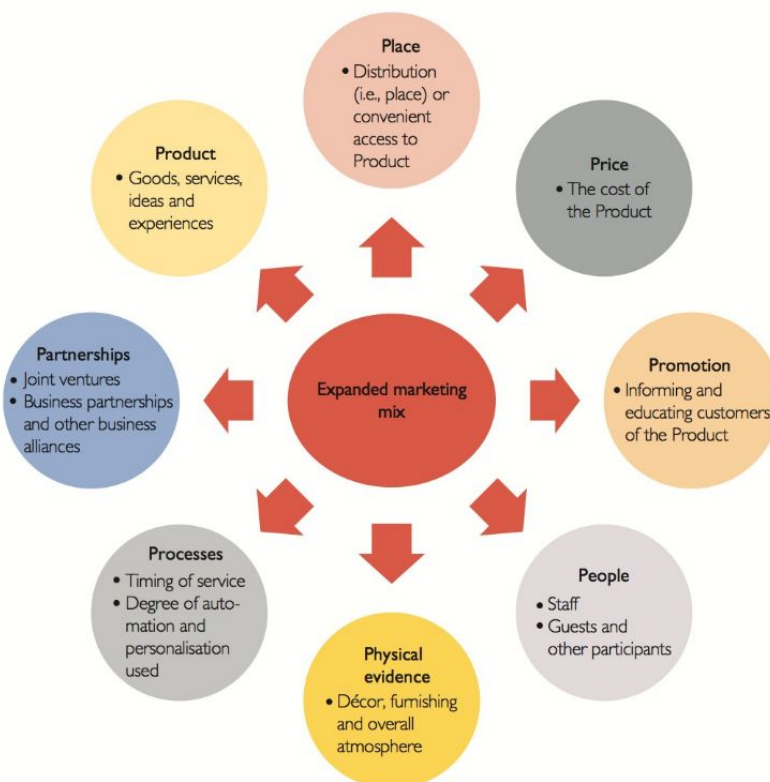 Place
• Distribution
(i.e., place) or
convenient
access to
Product
Product
• Goods, services,
ideas and
experiences
Price
• The cost of
the Product
Partnerships
• Joint ventures
• Business partnerships
and other business
alliances
Expanded marketing
mix
Promotion
• Informing and
educating customers
of the Product
Processes
• Timing of service
• Degree of auto-
mation and
personalisation
used
People
• Staff
• Guests and
other participants
Physical
evidence
• Décor, furnishing
and overall
atmosphere